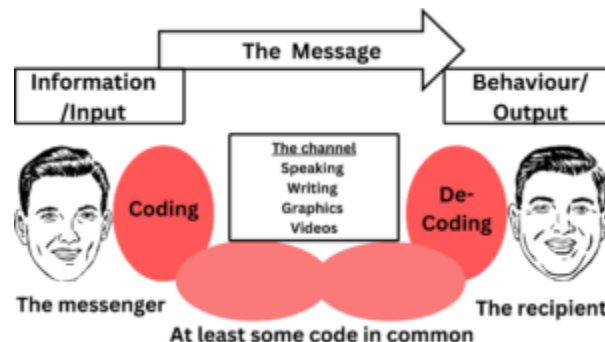 The Message
Information
/Input
Behaviour/
Output
The channel
Speaking
Writing
Graphics
Videos
Coding
De-
Coding
The messenger
The recipient
At least some code in common